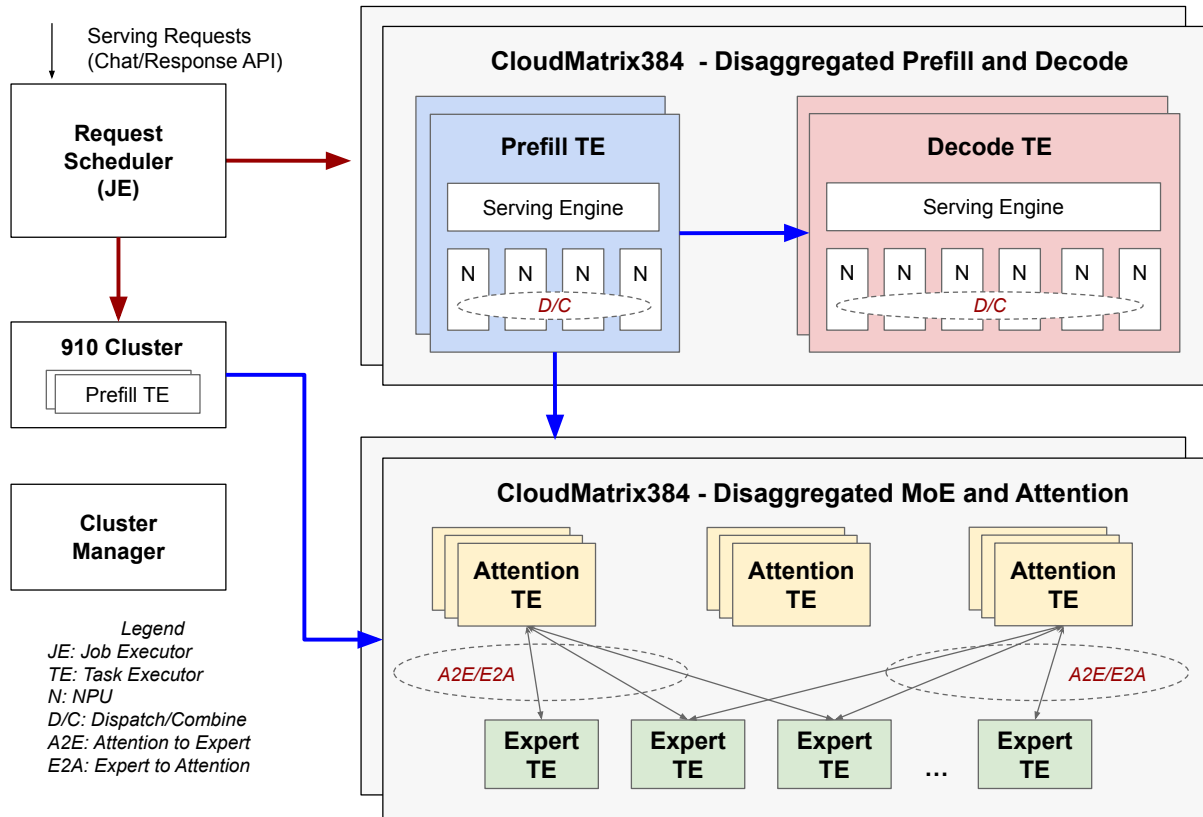 Serving Requests
(Chat/Response API)
Request
Scheduler
(JE)
910 Cluster
Prefill TE
Cluster
Manager
Legend
JE: Job Executor
TE: Task Executor
N: NPU
D/C: Dispatch/Combine
A2E: Attention to Expert
E2A: Expert to Attention
CloudMatrix384 - Disaggregated Prefill and Decode
Prefill TE
Serving Engine
N N N N
D/C
Decode TE
Serving Engine
N N N N N N
D/C
CloudMatrix384 - Disaggregated MoE and Attention
Attention
TE
Attention
TE
Attention
TE
A2E/E2A
A2E/E2A
Expert
TE
Expert
TE
Expert
TE
...
Expert
TE